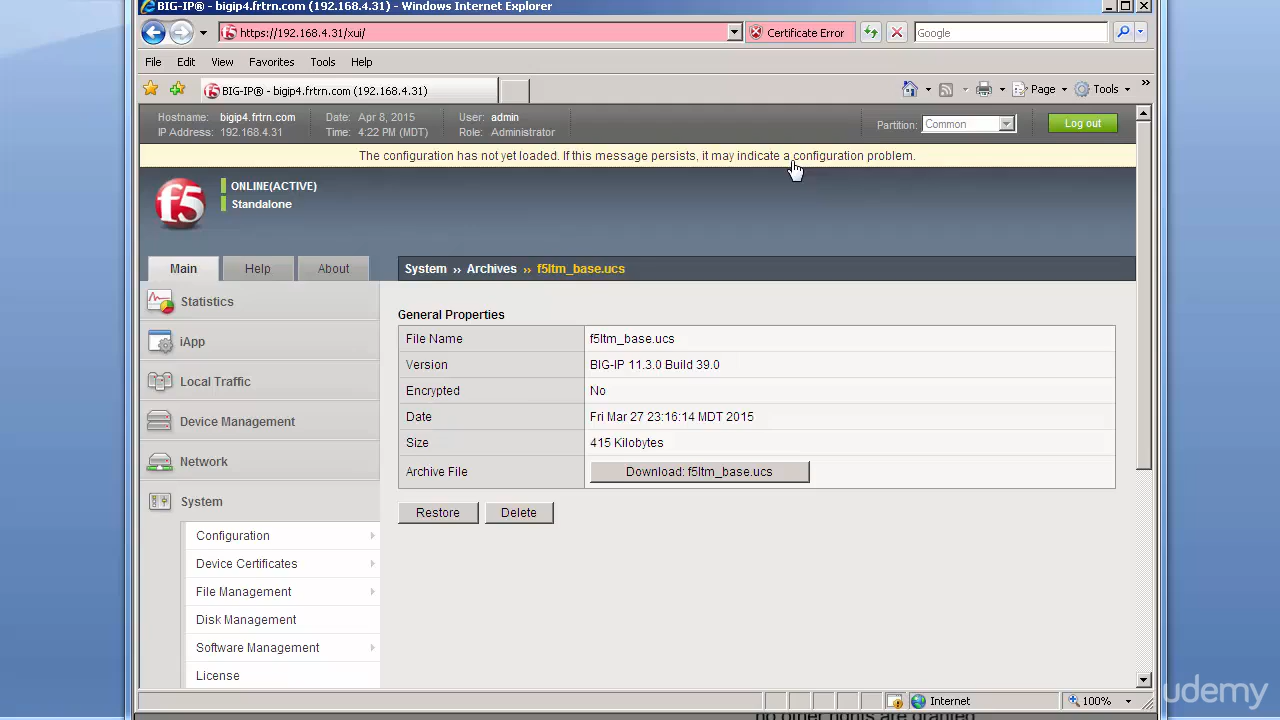 BIG-IP® - bigip4.frtrn.com (192.168.4.31) - Windows Internet Explorer
https://192.168.4.31/xui/
Certificate Error
Google
File Edit View Favorites Tools Help
BIG-IP® - bigip4.frtrn.com (192.168.4.31)
Page Tools »
Hostname: bigip4.frtrn.com Date: Apr 8, 2015 User: admin
IP Address: 192.168.4.31 Time: 4:22 PM (MDT) Role: Administrator
Partition: Common Log out
The configuration has not yet loaded. If this message persists, it may indicate a configuration problem.
f5
ONLINE(ACTIVE)
Standalone
Main Help About
System ›› Archives ›› f5ltm_base.ucs
Statistics
iApp
Local Traffic
Device Management
Network
System
Configuration
Device Certificates
File Management
Disk Management
Software Management
License
General Properties
File Name f5ltm_base.ucs
Version BIG-IP 11.3.0 Build 39.0
Encrypted No
Date Fri Mar 27 23:16:14 MDT 2015
Size 415 Kilobytes
Archive File Download: f5ltm_base.ucs
Restore Delete
Internet 100%
udemy
no other rights are granted